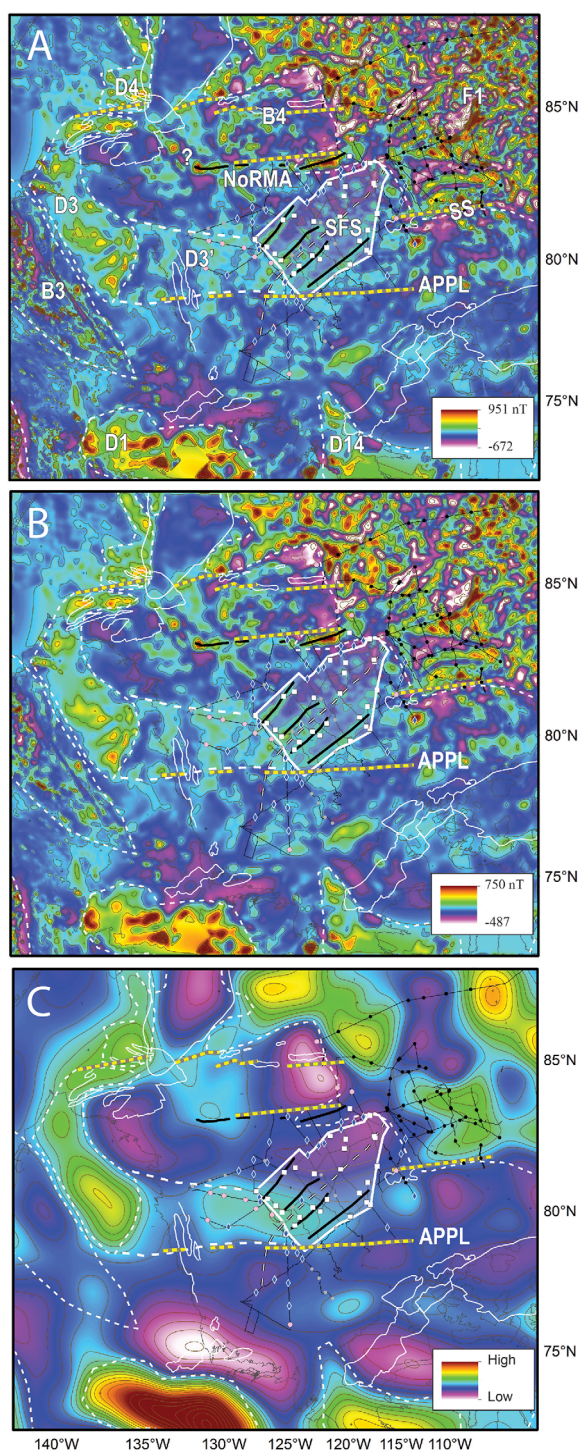 A
D4
F1
85°N
B4
?
NoRMA
D3
SFS
SS
D3'
80°N
B3
APPL
951 nT
-672
75°N
D1
D14
B
85°N
80°N
APPL
750 nT
-487
75°N
C
85°N
80°N
APPL
High
Low
75°N
140°W 135°W 130°W 125°W 120°W 115°W 110°W